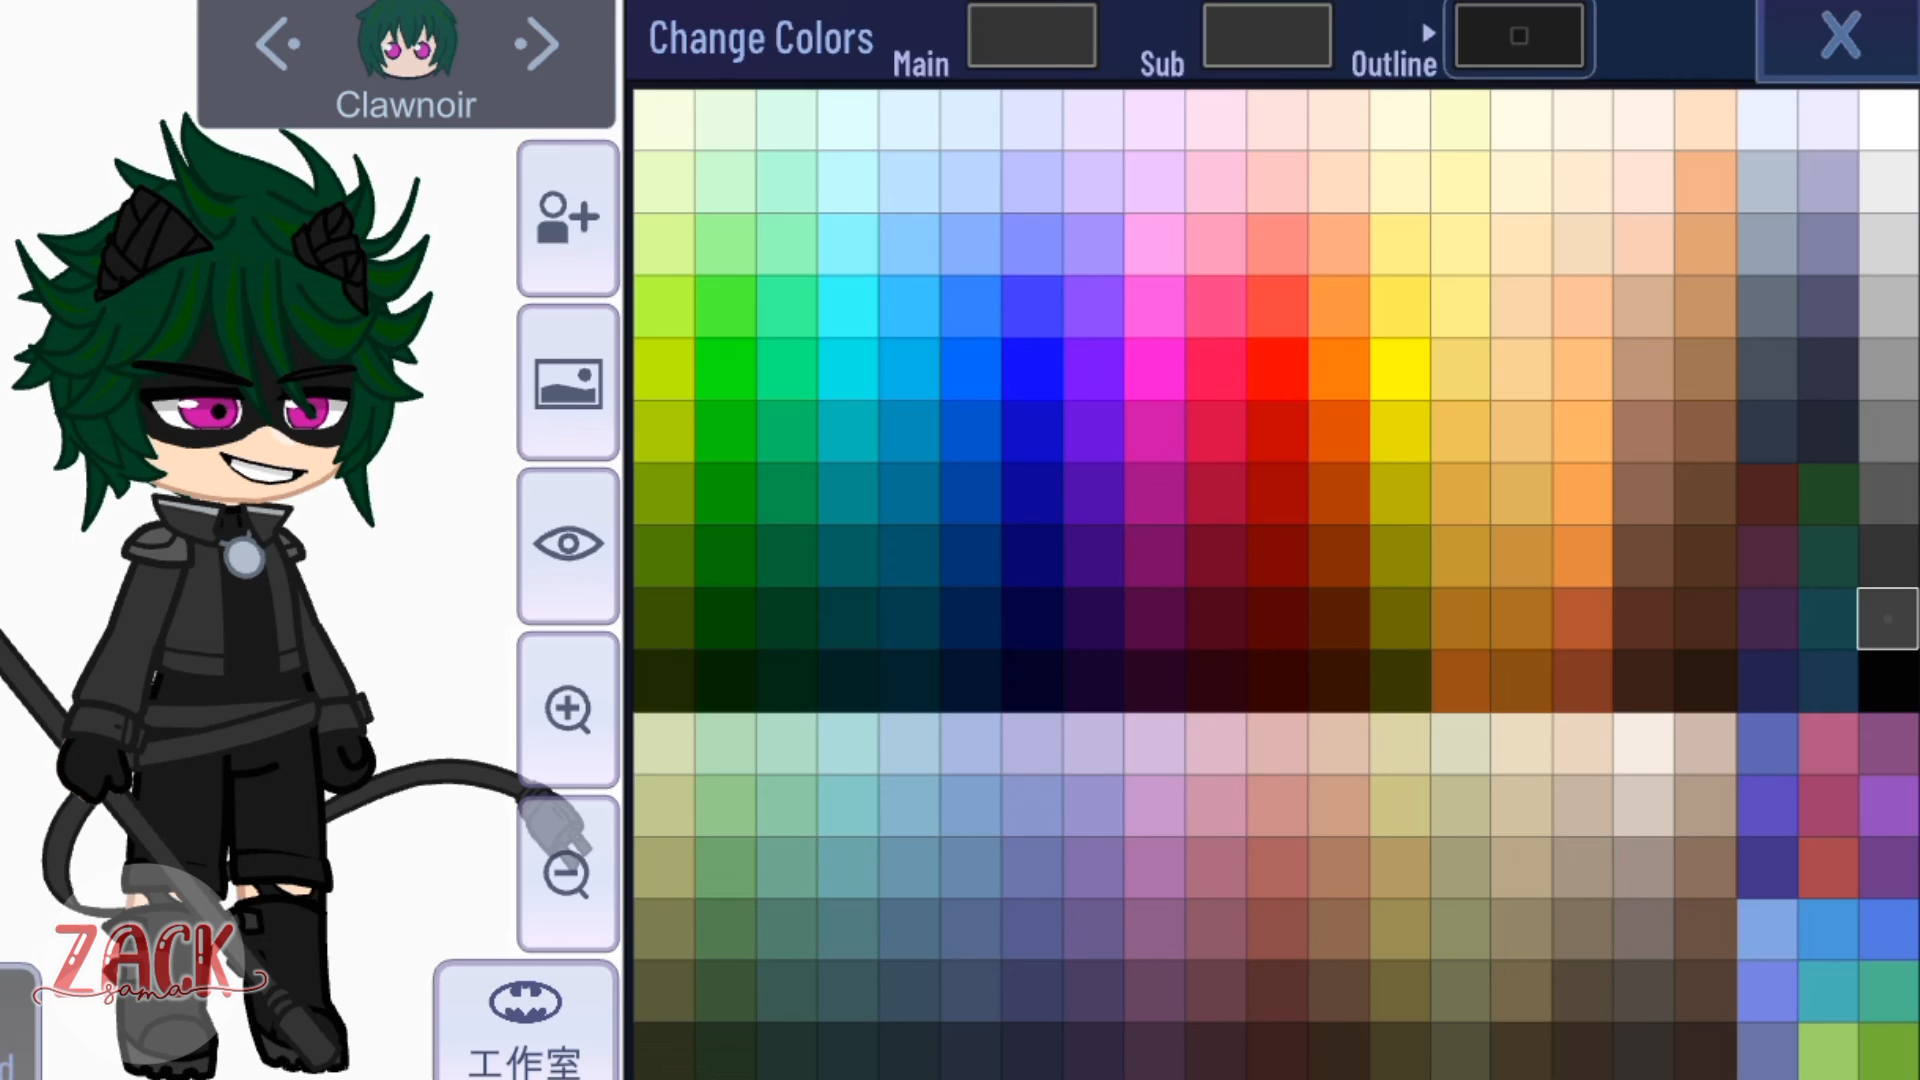 Clawnoir
Change Colors
Main
Sub
Outline
X
工作室
ZACK
sama
d